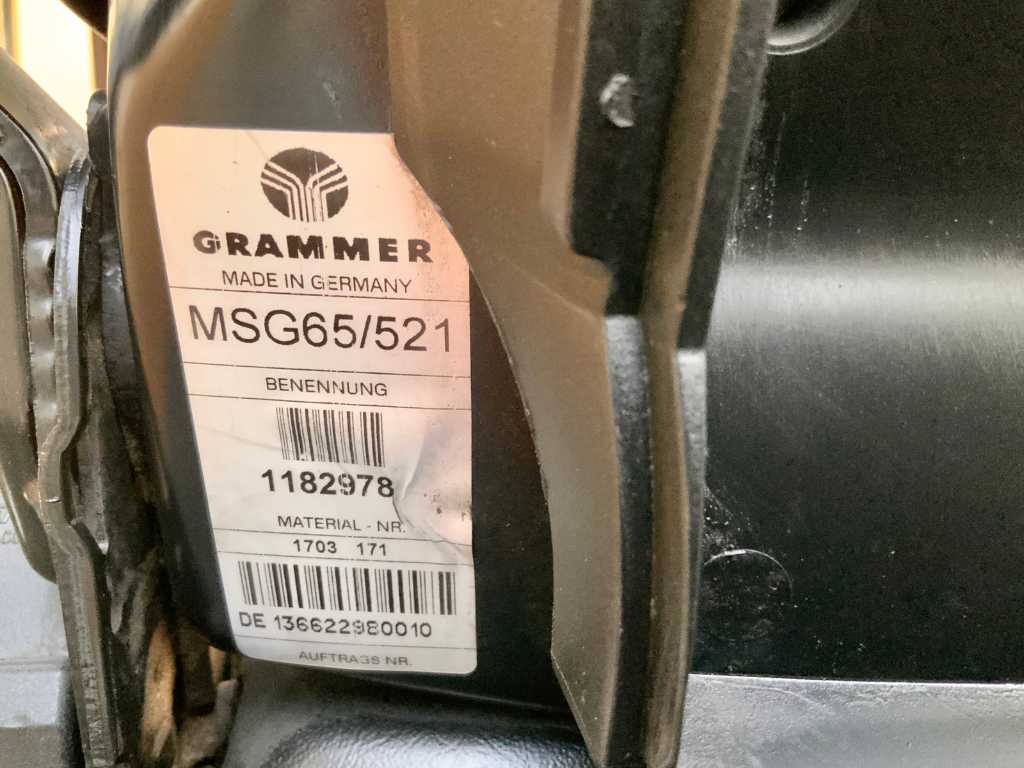 GRAMMER
MADE IN GERMANY
MSG65/521
BENENNUNG
1182978
MATERIAL - NR.
1703 171
DE 136622980010
AUFTRAGS NR.